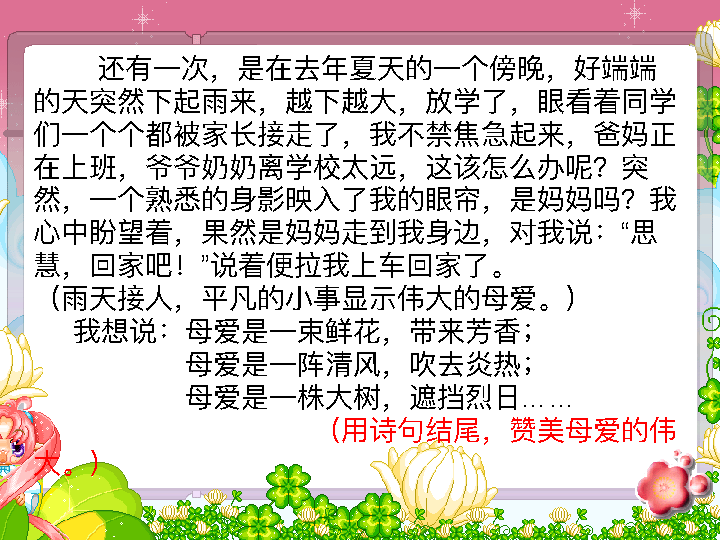 还有一次，是在去年夏天的一个傍晚，好端端
的天突然下起雨来，越下越大，放学了，眼看着同学
们一个个都被家长接走了，我不禁焦急起来，爸妈正
在上班，爷爷奶奶离学校太远，这该怎么办呢？突
然，一个熟悉的身影映入了我的眼帘，是妈妈吗？我
心中盼望着，果然是妈妈走到我身边，对我说：“思
慧，回家吧！”说着便拉我上车回家了。
（雨天接人，平凡的小事显示伟大的母爱。）
我想说：母爱是一束鲜花，带来芳香；
母爱是一阵清风，吹去炎热；
母爱是一株大树，遮挡烈日……
（用诗句结尾，赞美母爱的伟
大。）